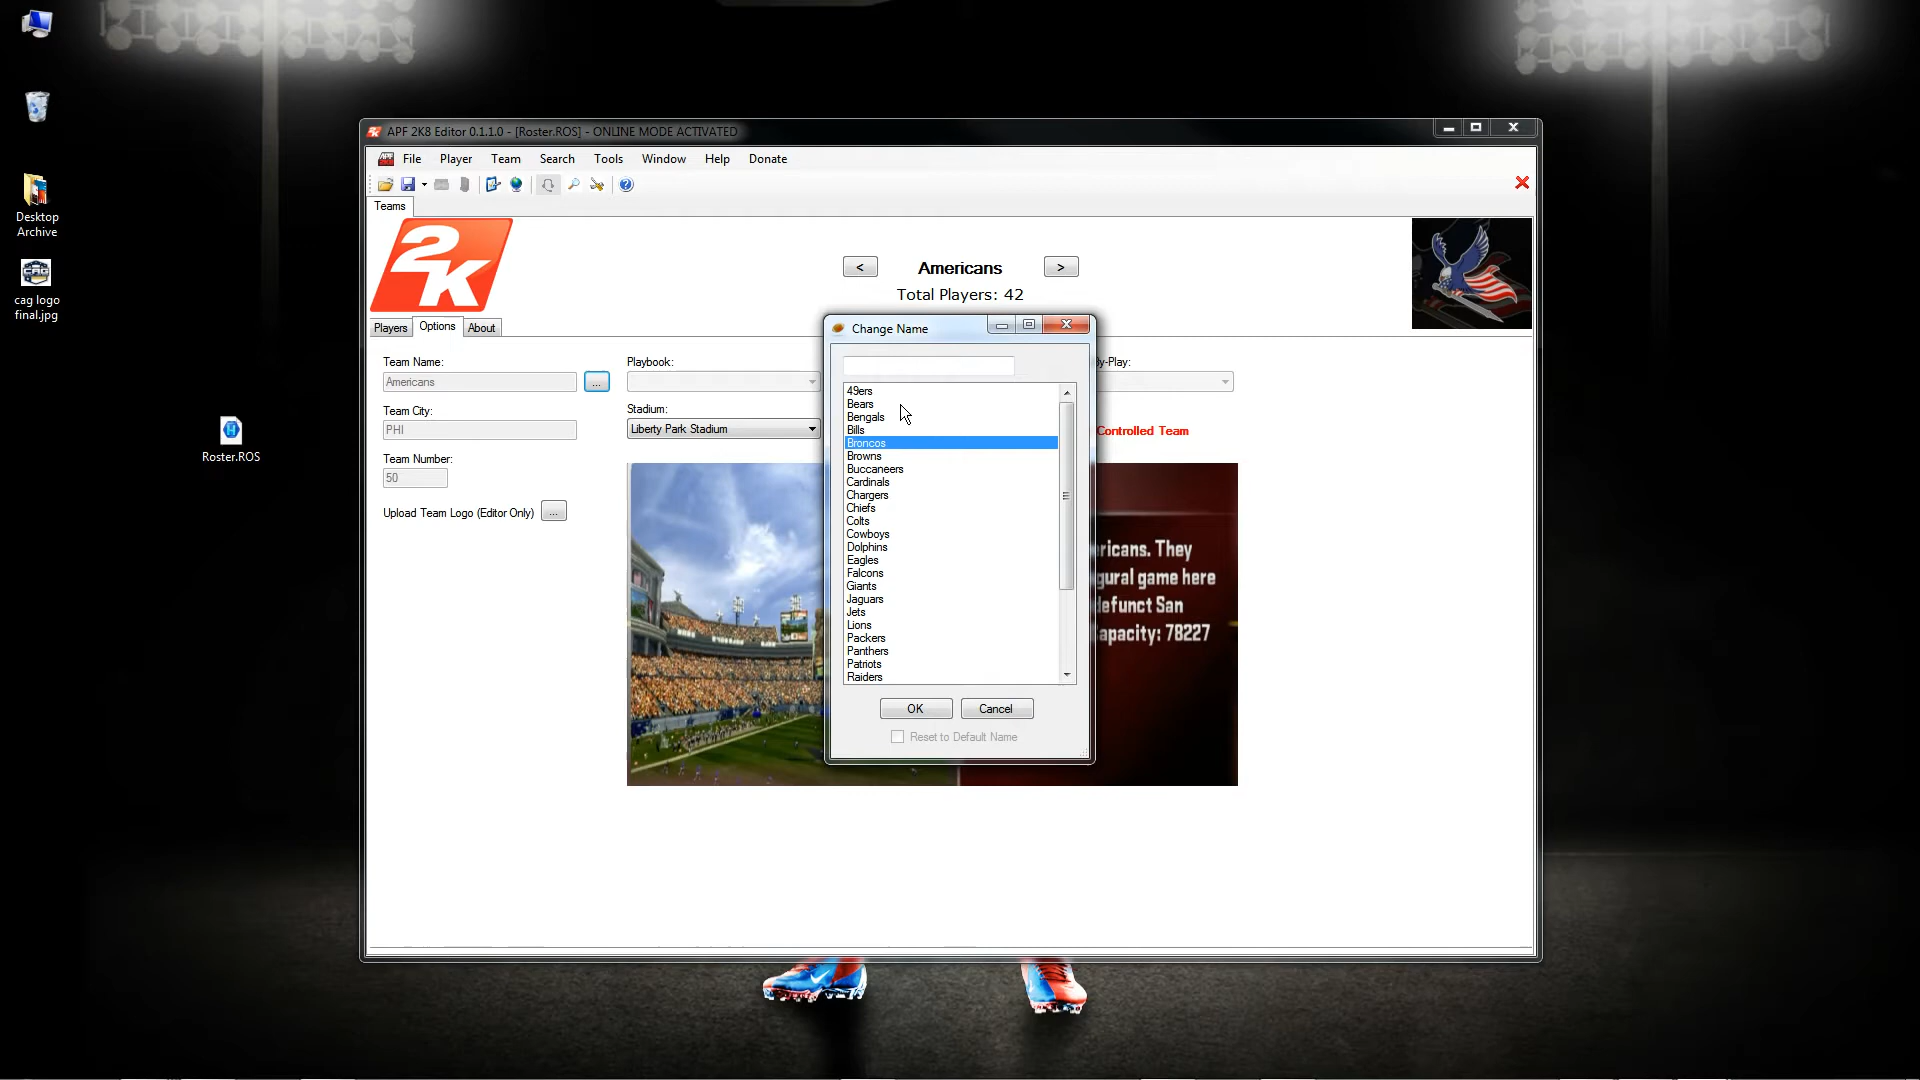 APF 2K8 Editor 0.1.1.0 - [Roster.ROS] - ONLINE MODE ACTIVATED
File Player Team Search Tools Window Help Donate
Teams
2K
< Americans >
Total Players: 42
Players Options About
Desktop
Archive
cag logo
final.jpg
Roster.ROS
Team Name:
Americans ...
Team City:
PHI
Team Number:
50
Upload Team Logo (Editor Only) ...
Playbook:
Stadium:
Liberty Park Stadium
Change Name
49ers
Bears
Bengals
Bills
Broncos
Browns
Buccaneers
Cardinals
Chargers
Chiefs
Colts
Cowboys
Dolphins
Eagles
Falcons
Giants
Jaguars
Jets
Lions
Packers
Panthers
Patriots
Raiders
OK Cancel
Reset to Default Name
y-Play:
Controlled Team
ericans. They
gural game here
defunct San
Capacity: 78227